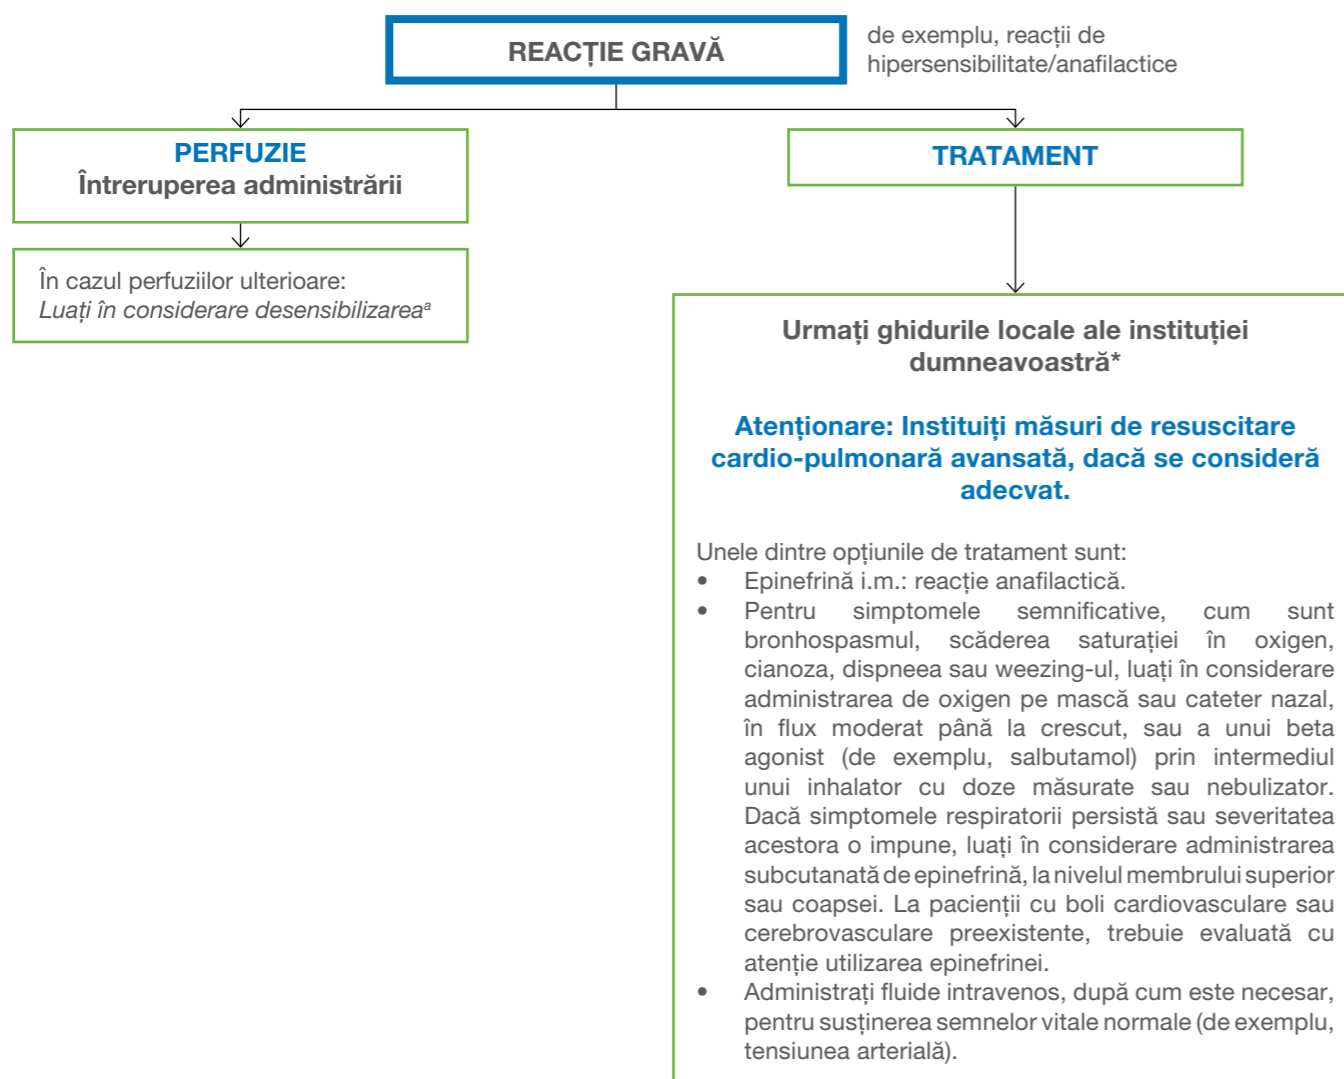 REACȚIE GRAVĂ
de exemplu, reacții de
hipersensibilitate/anafilactice
PERFUZIE
Întreruperea administrării
TRATAMENT
În cazul perfuziilor ulterioare:
Luați în considerare desensibilizareaᵃ
Urmați ghidurile locale ale instituției
dumneavoastră*
Atenționare: Instituiți măsuri de resuscitare
cardio-pulmonară avansată, dacă se consideră
adecvat.
Unele dintre opțiunile de tratament sunt:
• Epinefrină i.m.: reacție anafilactică.
• Pentru simptomele semnificative, cum sunt
bronhospasmul, scăderea saturației în oxigen,
cianoza, dispneea sau weezing-ul, luați în considerare
administrarea de oxigen pe mască sau cateter nazal,
în flux moderat până la crescut, sau a unui beta
agonist (de exemplu, salbutamol) prin intermediul
unui inhalator cu doze măsurate sau nebulizator.
Dacă simptomele respiratorii persistă sau severitatea
acestora o impune, luați în considerare administrarea
subcutanată de epinefrină, la nivelul membrului superior
sau coapsei. La pacienții cu boli cardiovasculare sau
cerebrovasculare preexistente, trebuie evaluată cu
atenție utilizarea epinefrinei.
• Administrați fluide intravenos, după cum este necesar,
pentru susținerea semnelor vitale normale (de exemplu,
tensiunea arterială).